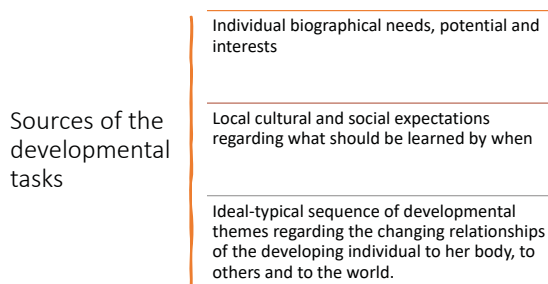 Sources of the
developmental
tasks
Individual biographical needs, potential and
interests
Local cultural and social expectations
regarding what should be learned by when
Ideal-typical sequence of developmental
themes regarding the changing relationships
of the developing individual to her body, to
others and to the world.